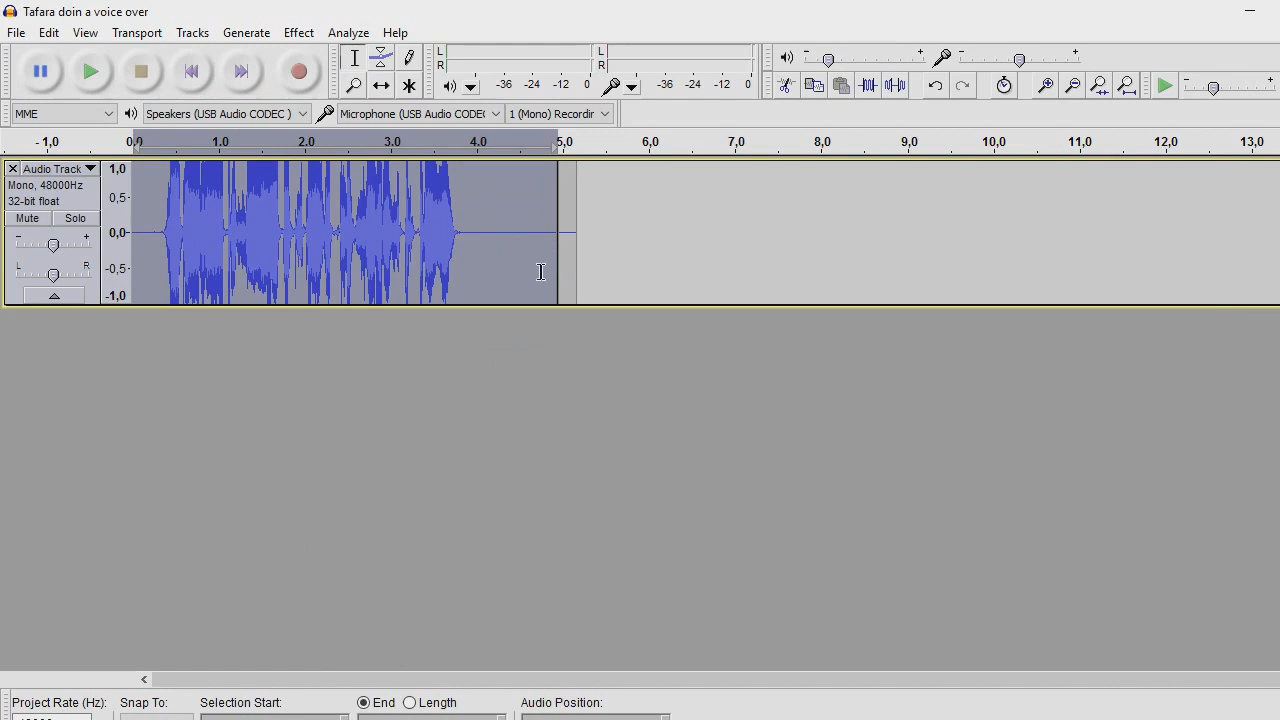 Tafara doin a voice over
File Edit View Transport Tracks Generate Effect Analyze Help
L
R
-36 -24 -12 0
L
R
-36 -24 -12 0
- +
- +
- +
MME
Speakers (USB Audio CODEC )
Microphone (USB Audio CODEC
1 (Mono) Recordir
- 1,0 0,0 1,0 2,0 3,0 4,0 5,0 6,0 7,0 8,0 9,0 10,0 11,0 12,0 13,0
Audio Track
Mono, 48000Hz
32-bit float
Mute Solo
- +
L R
1,0
0,5
0,0
-0,5
-1,0
Project Rate (Hz): Snap To: Selection Start: End Length Audio Position: